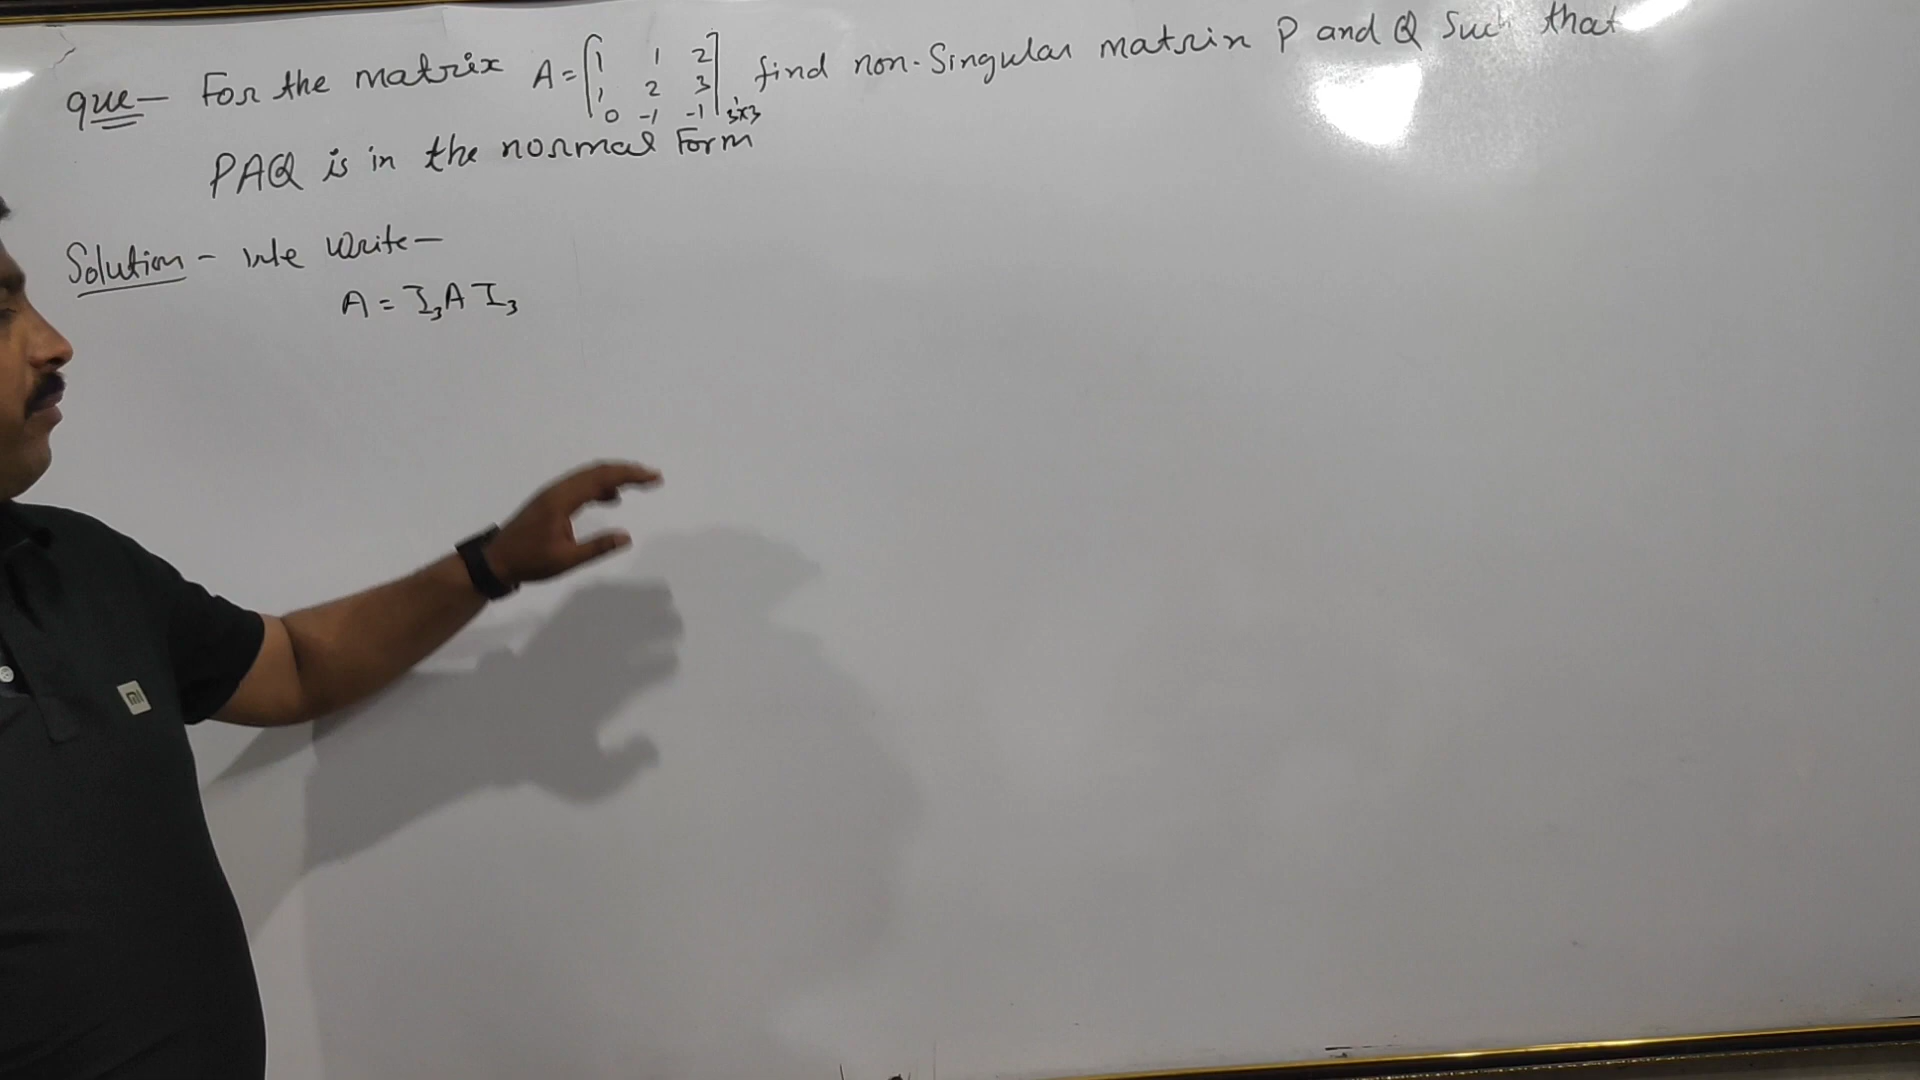 que- For the matrix A = [1 1 2; 1 2 3; 0 -1 -1]3x3, find non-Singular matrix P and Q Such that
PAQ is in the normal Form
Solution - We Write -
A = I3 A I3
mi